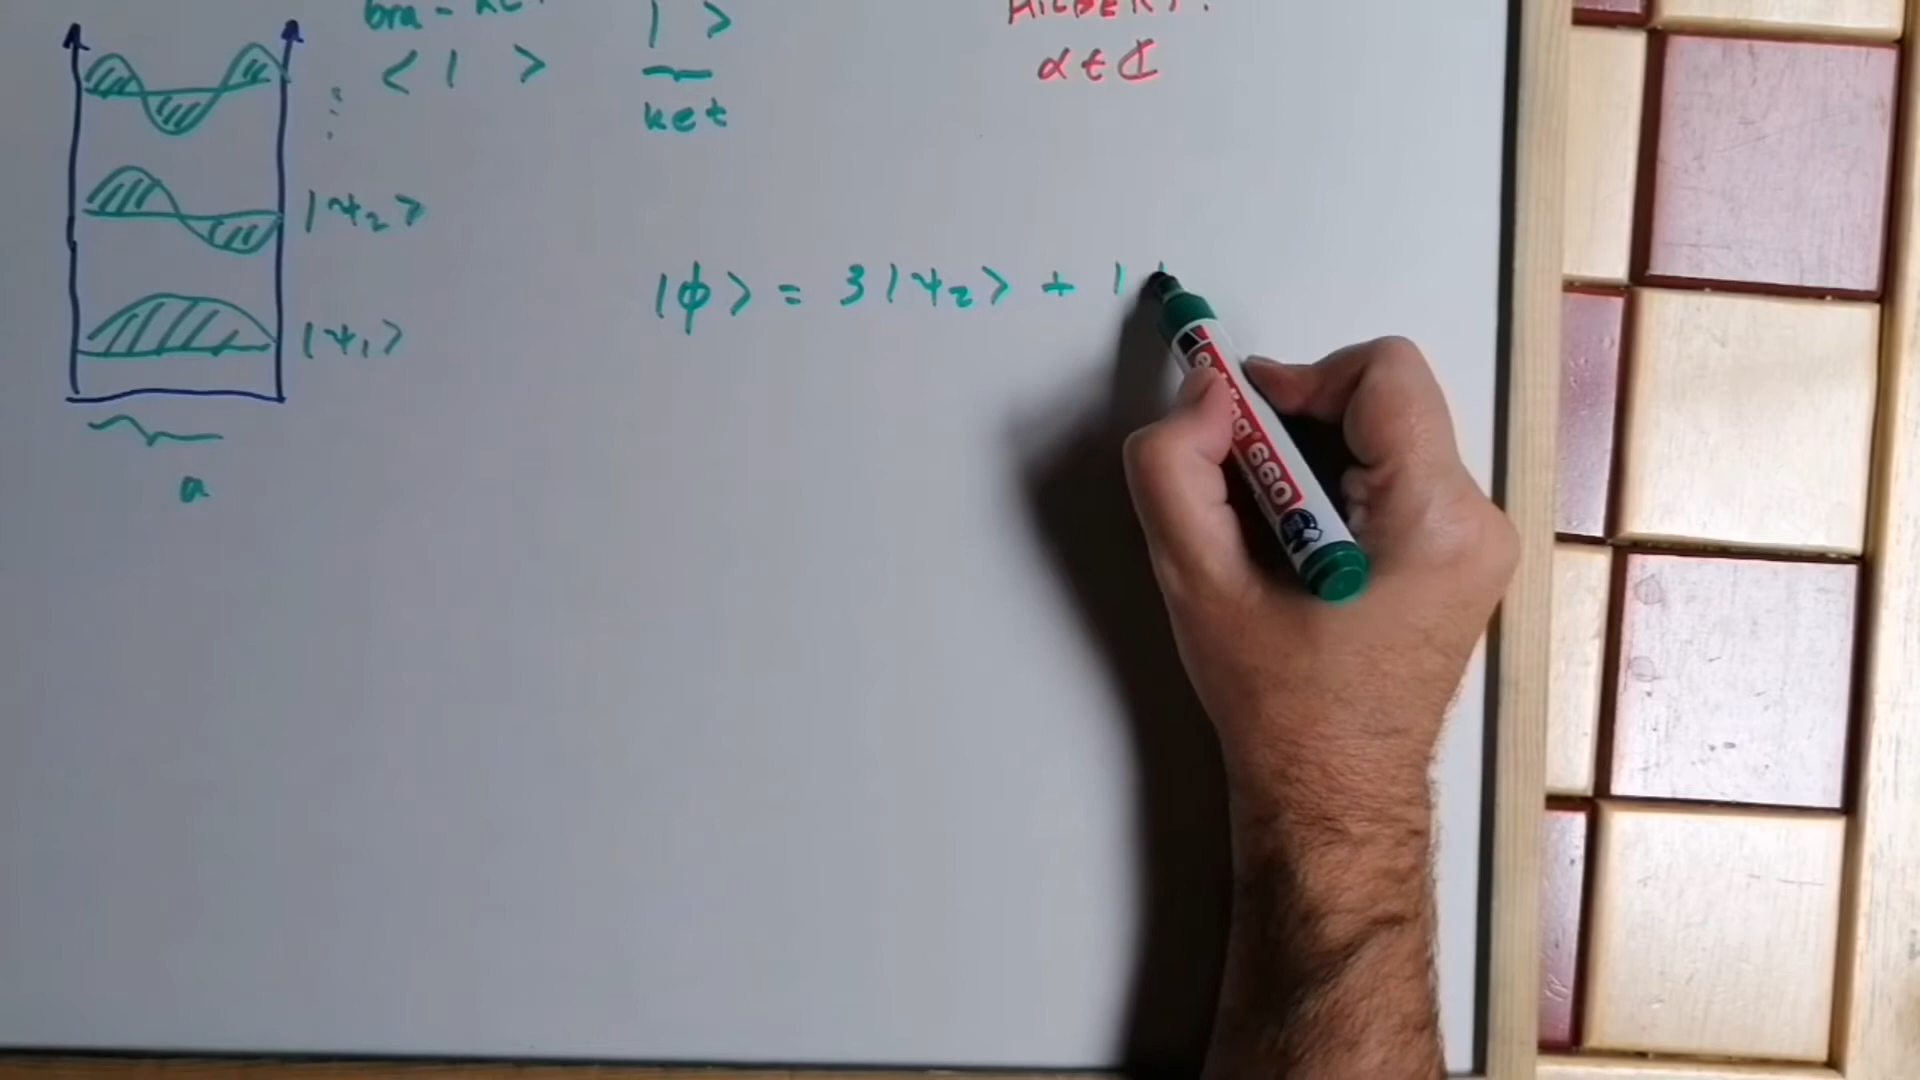 bra - ket | >
HILBERT.
< | >
α ∈ ℂ
ket
|ψ₂>
|ϕ> = 3|ψ₂> + |
|ψ₁>
a
edding 660